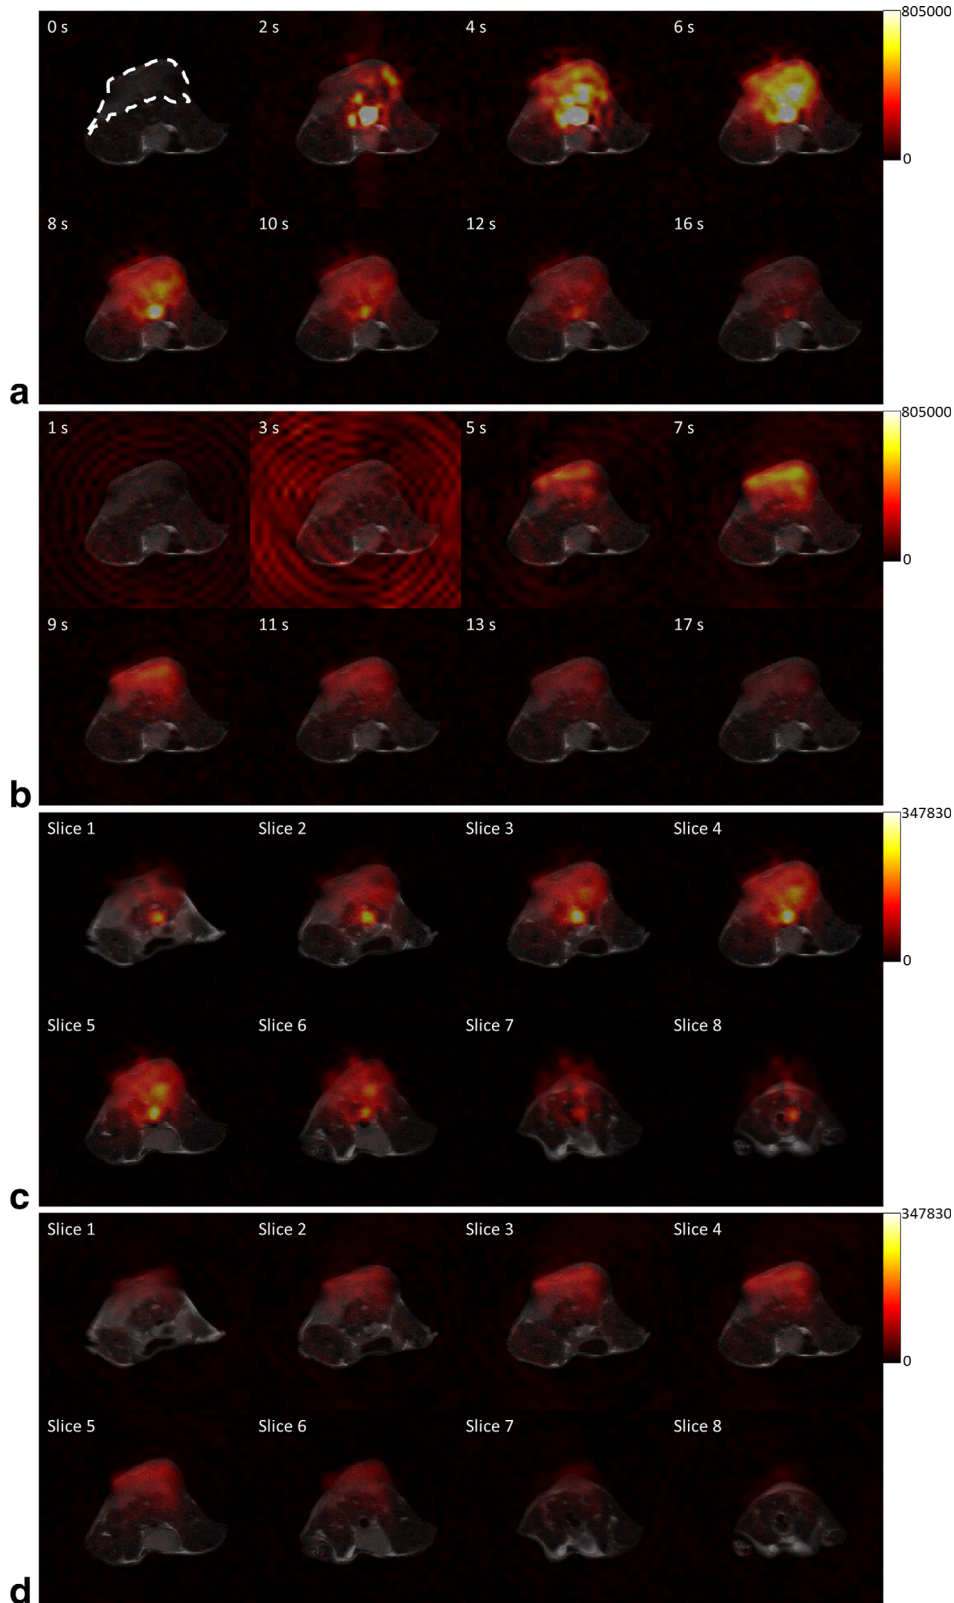 0 s 2 s 4 s 6 s 805000
0
8 s 10 s 12 s 16 s
a
1 s 3 s 5 s 7 s 805000
0
9 s 11 s 13 s 17 s
b
Slice 1 Slice 2 Slice 3 Slice 4 347830
0
Slice 5 Slice 6 Slice 7 Slice 8
c
Slice 1 Slice 2 Slice 3 Slice 4 347830
0
Slice 5 Slice 6 Slice 7 Slice 8
d